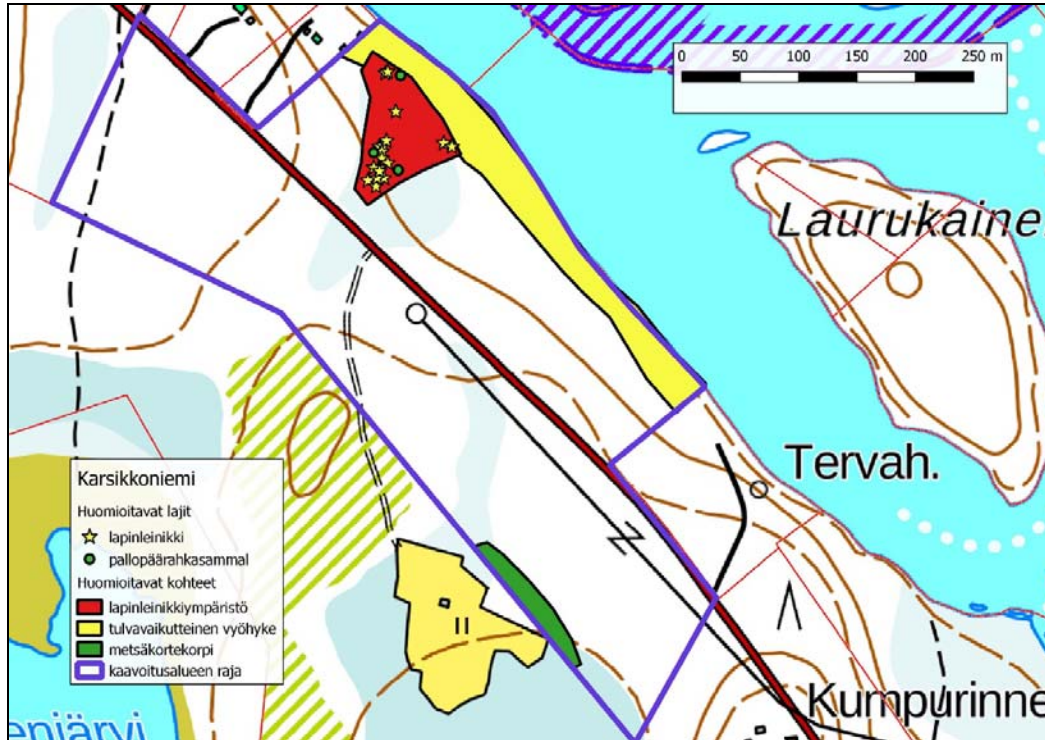 0 50 100 150 200 250 m
Laurukaine
Tervah.
Karsikkoniemi
Huomioitavat lajit
lapinleinikki
pallopäärahkasammal
Huomioitavat kohteet
lapinleinikkiympäristö
tulvavaikutteinen vyöhyke
metsäkortekorpi
kaavoitusalueen raja
Kumpurinne
enjärvi